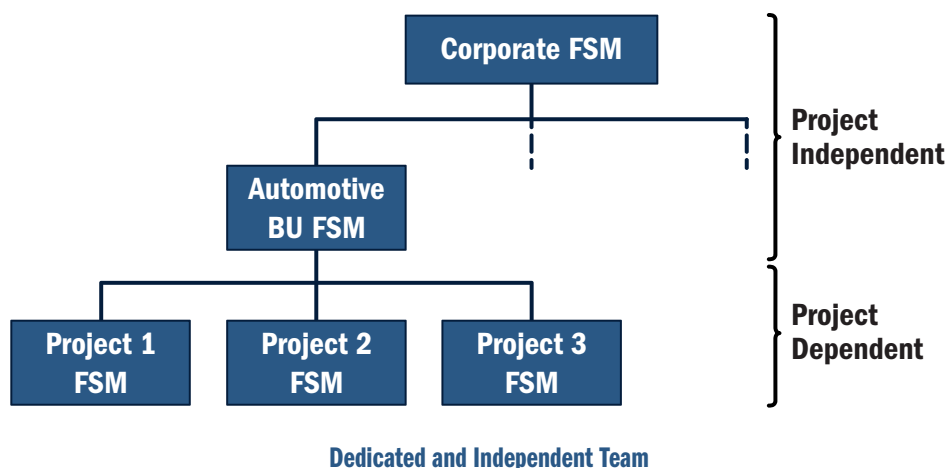 Corporate FSM
Project
Independent
Automotive
BU FSM
Project 1
FSM
Project 2
FSM
Project 3
FSM
Project
Dependent
Dedicated and Independent Team